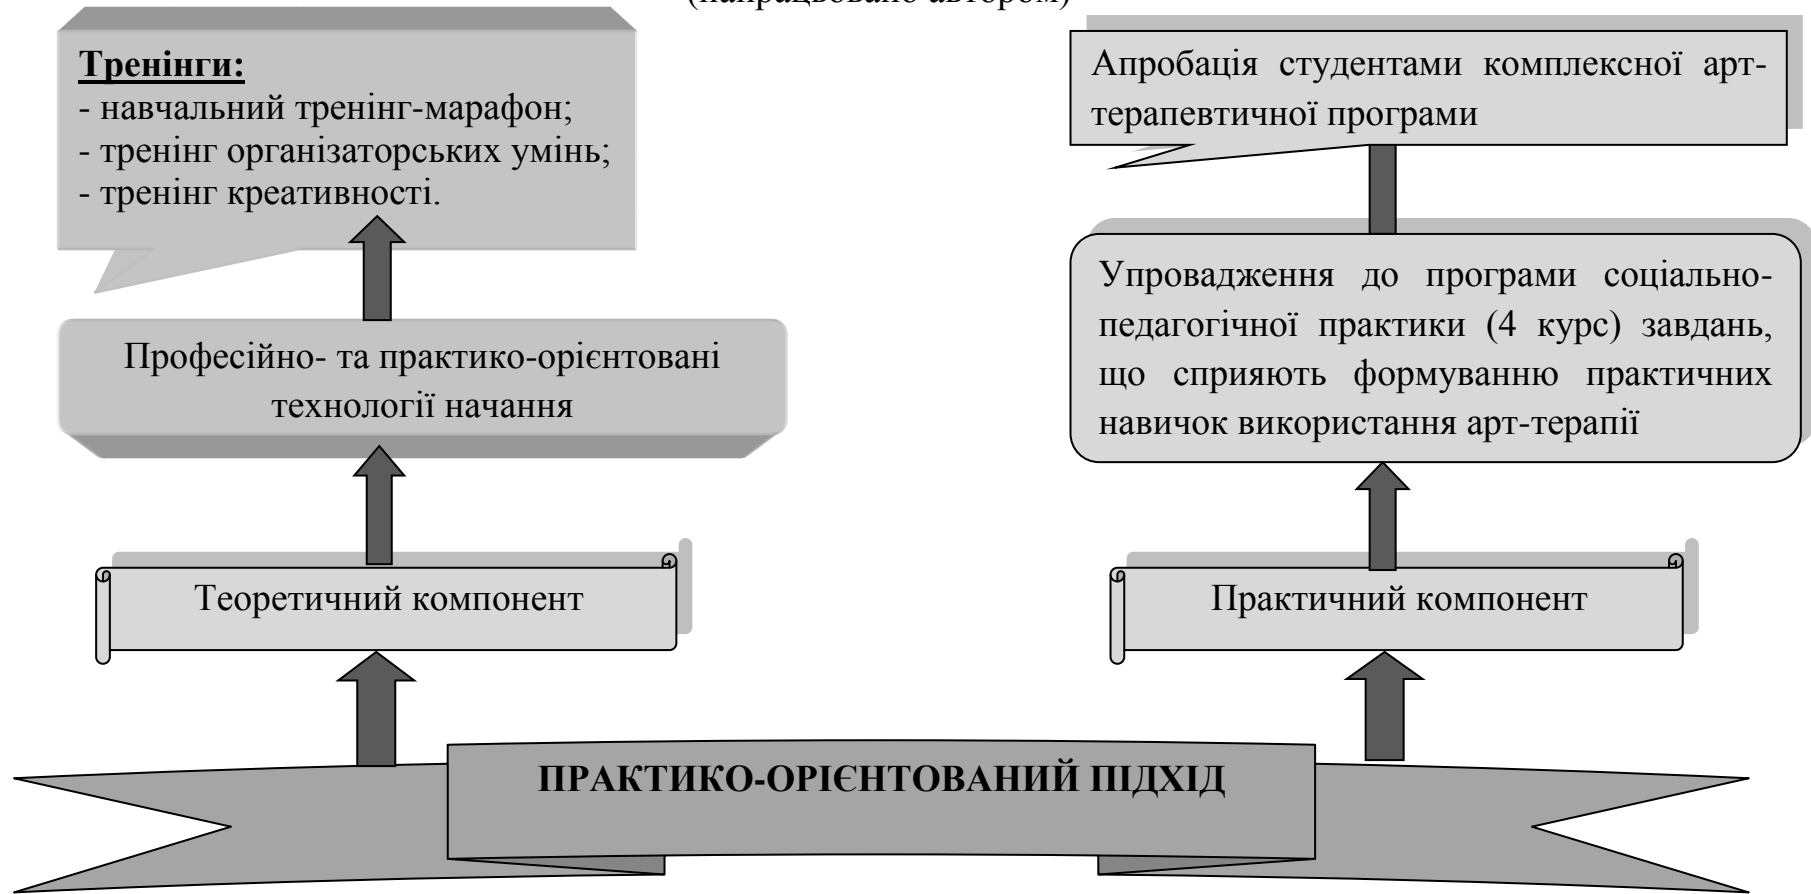 (напрацьовано автором)
Тренінги:
- навчальний тренінг-марафон;
- тренінг організаторських умінь;
- тренінг креативності.
Апробація студентами комплексної арт-
терапевтичної програми
Професійно- та практико-орієнтовані
технології начання
Упровадження до програми соціально-
педагогічної практики (4 курс) завдань,
що сприяють формуванню практичних
навичок використання арт-терапії
Теоретичний компонент
Практичний компонент
ПРАКТИКО-ОРІЄНТОВАНИЙ ПІДХІД